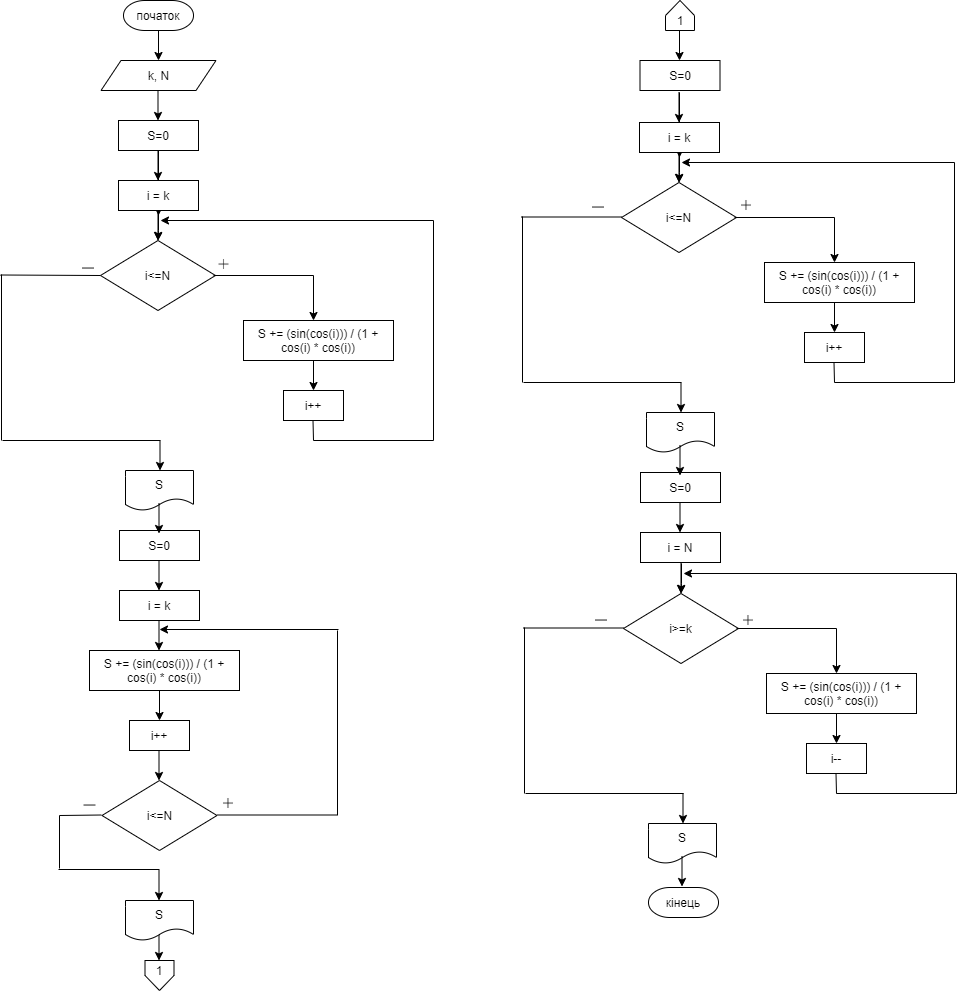 початок
k, N
S=0
i = k
i<=N
—
+
S += (sin(cos(i))) / (1 +
cos(i) * cos(i))
i++
S
S=0
i = k
S += (sin(cos(i))) / (1 +
cos(i) * cos(i))
i++
i<=N
—
+
S
1
1
S=0
i = k
i<=N
—
+
S += (sin(cos(i))) / (1 +
cos(i) * cos(i))
i++
S
S=0
i = N
i>=k
—
+
S += (sin(cos(i))) / (1 +
cos(i) * cos(i))
i--
S
кінець